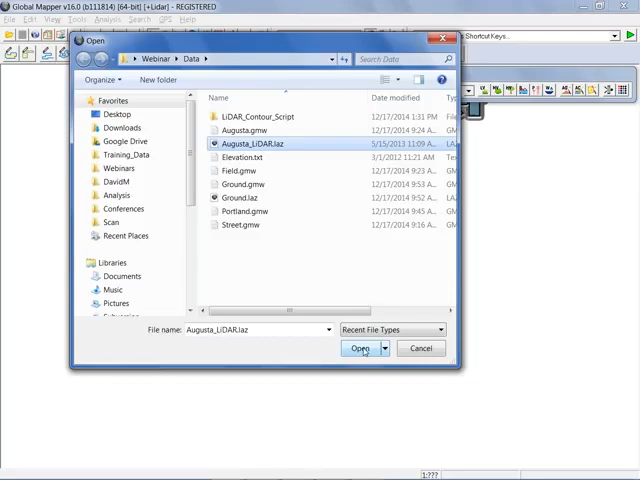 Global Mapper v16.0 (b111814) [64-bit] [+Lidar] - REGISTERED
File Edit View Tools Analysis Search GPS Help
Open
Shortcut Keys...
Webinar Data
Search Data
Organize New folder
Favorites
Desktop
Downloads
Google Drive
Training_Data
Webinars
DavidM
Analysis
Conferences
Scan
Recent Places
Libraries
Documents
Music
Pictures
Name Date modified
LiDAR_Contour_Script 12/17/2014 1:31 PM
Augusta.gmw 12/17/2014 9:24 A...
Augusta_LiDAR.laz 5/15/2013 11:09 A...
Elevation.txt 3/1/2012 11:21 AM
Field.gmw 12/17/2014 9:23 A...
Ground.gmw 12/17/2014 9:52 A...
Ground.laz 12/17/2014 9:45 A...
Portland.gmw 12/17/2014 9:45 A...
Street.gmw 12/17/2014 9:16 A...
File name: Augusta_LiDAR.laz Recent File Types
Open Cancel
1:???